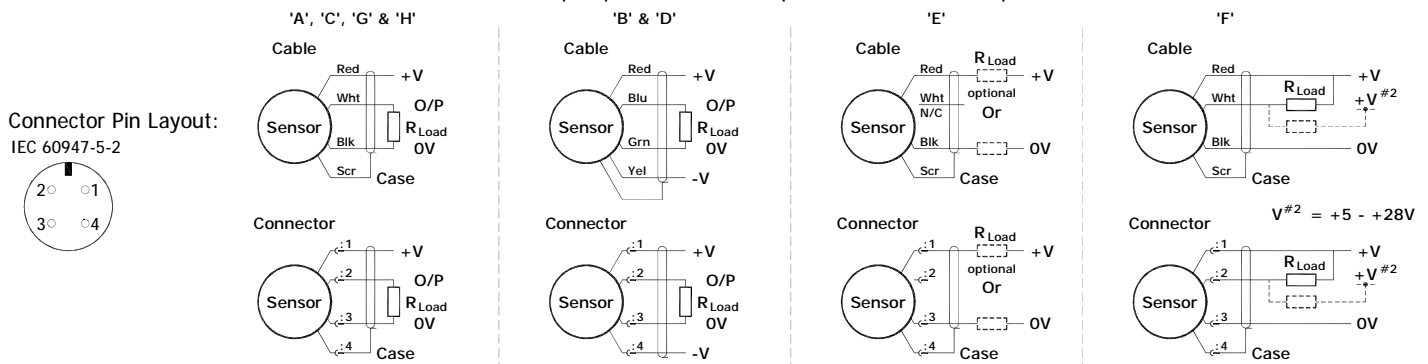 'A', 'C', 'G' & 'H'
'B' & 'D'
'E'
'F'
Connector Pin Layout:
IEC 60947-5-2
2 1
3 4
Cable
Red +V
Wht O/P
Sensor R Load
Blk 0V
Scr Case
Cable
Red +V
Blu O/P
Sensor R Load
Grn 0V
Yel -V
Cable
R Load
Red +V
Wht optional
N/C Or
Sensor
Blk 0V
Scr Case
Cable
Red +V
R Load
Wht +V#2
Sensor
Blk 0V
Scr Case
V#2 = +5 - +28V
Connector
:1 +V
:2 O/P
Sensor R Load
:3 0V
:4 Case
Connector
:1 +V
:2 O/P
Sensor R Load
:3 0V
:4 -V
Connector
R Load
:1 +V
optional
:2 Or
Sensor
:3 0V
:4 Case
Connector
:1 +V
R Load
:2 +V#2
Sensor
:3 0V
:4 Case